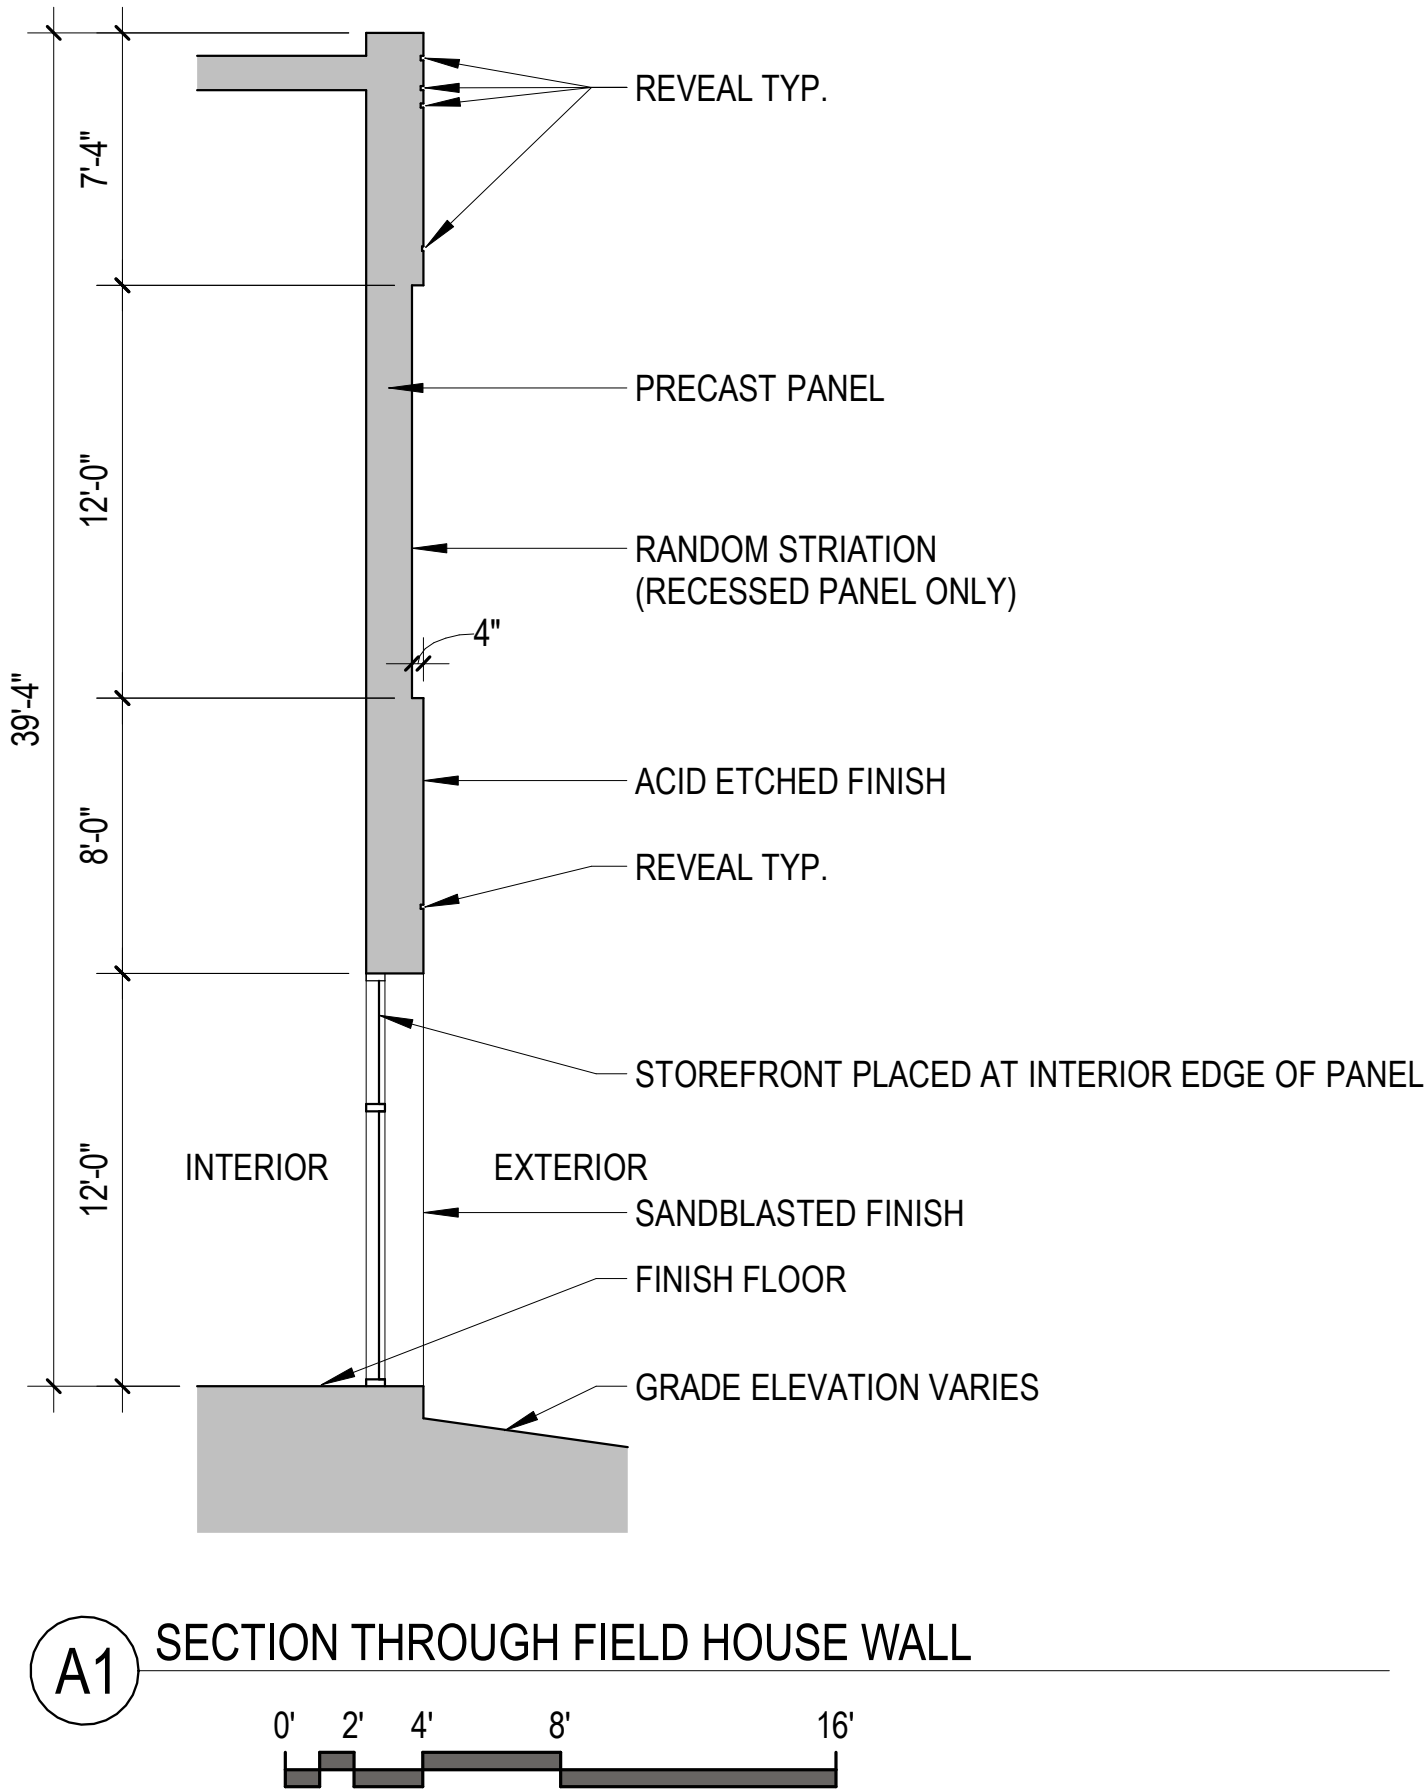 REVEAL TYP.
7'-4"
PRECAST PANEL
12'-0"
RANDOM STRIATION
(RECESSED PANEL ONLY)
4"
39'-4"
ACID ETCHED FINISH
8'-0"
REVEAL TYP.
STOREFRONT PLACED AT INTERIOR EDGE OF PANEL
12'-0"
INTERIOR
EXTERIOR
SANDBLASTED FINISH
FINISH FLOOR
GRADE ELEVATION VARIES
A1
SECTION THROUGH FIELD HOUSE WALL
0' 2' 4' 8' 16'